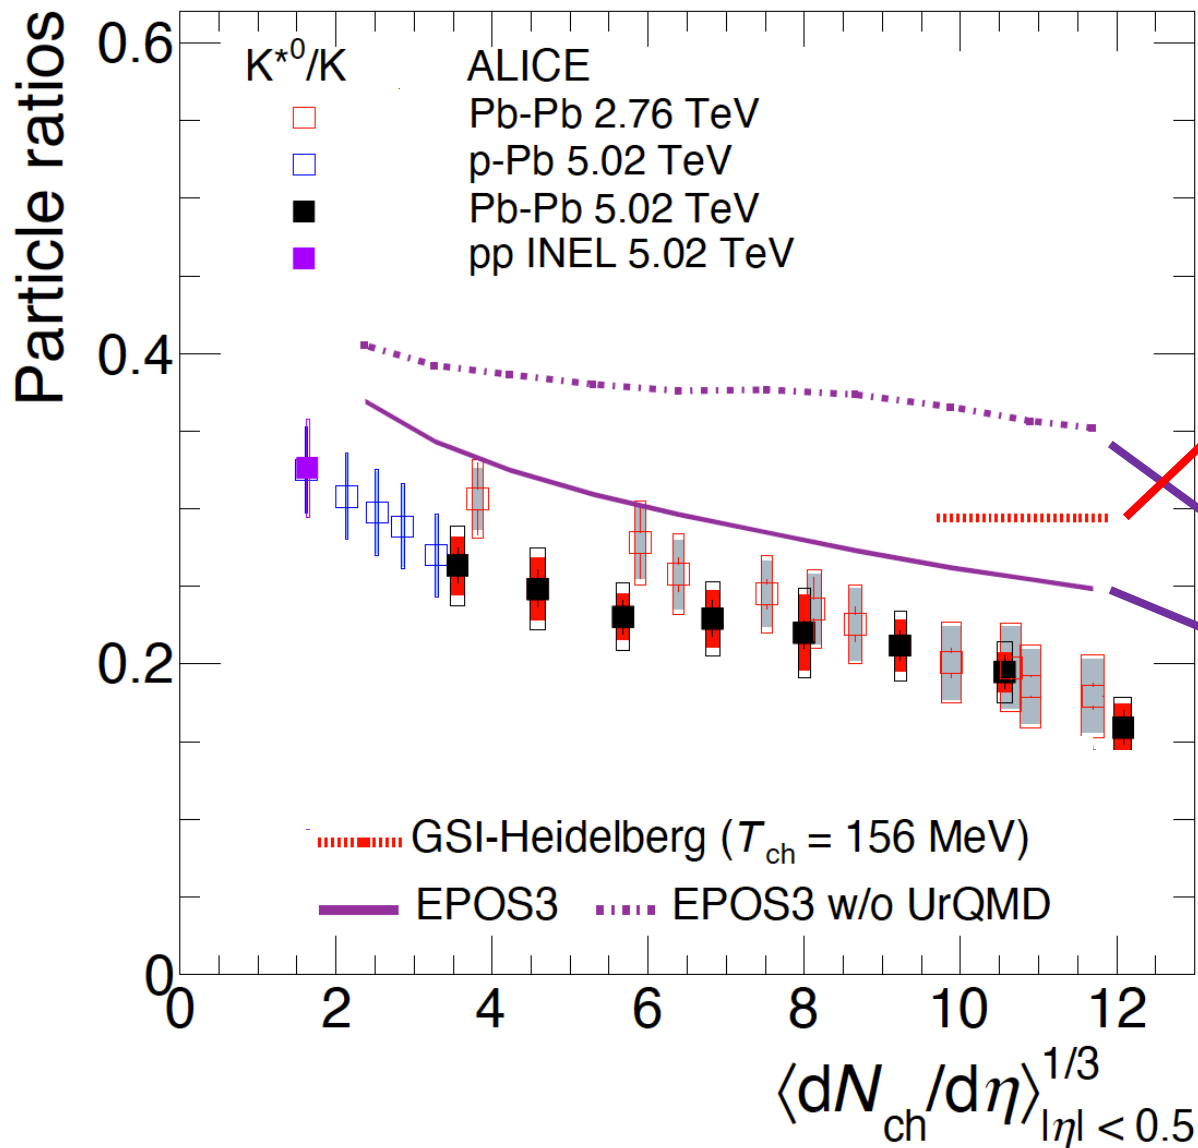 Particle ratios
K*0/K ALICE
Pb-Pb 2.76 TeV
p-Pb 5.02 TeV
Pb-Pb 5.02 TeV
pp INEL 5.02 TeV
0.6
0.4
0.2
0
GSI-Heidelberg (Tch = 156 MeV)
EPOS3 EPOS3 w/o UrQMD
0 2 4 6 8 10 12
⟨dNch/dη⟩1/3|η| < 0.5